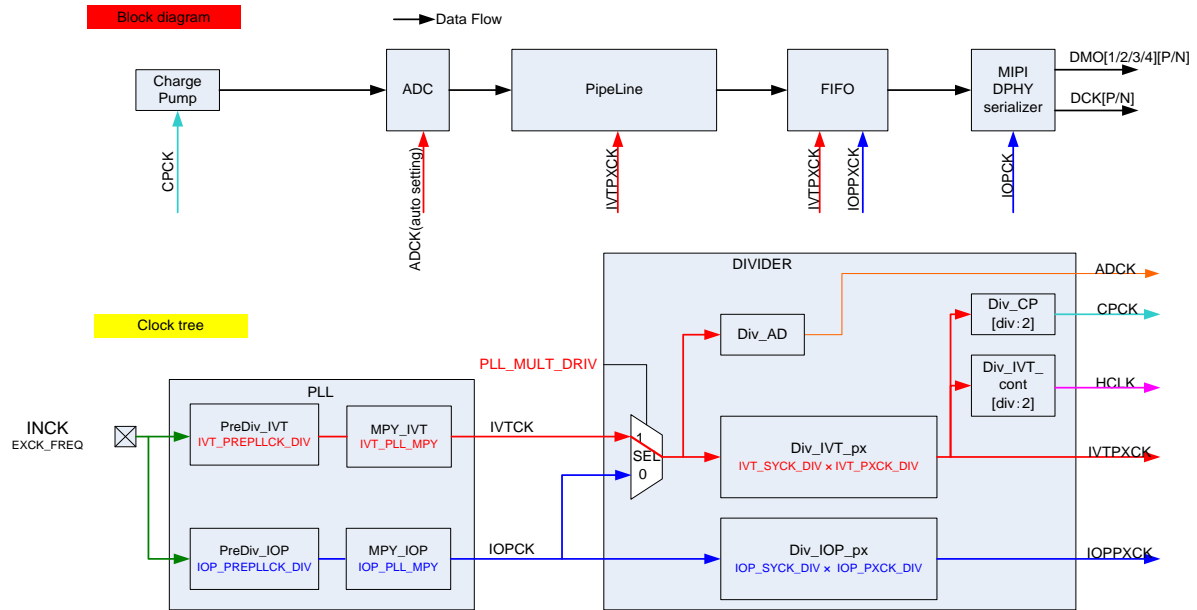 Block diagram
Data Flow
Charge
Pump
ADC
PipeLine
FIFO
MIPI
DPHY
serializer
DMO[1/2/3/4][P/N]
DCK[P/N]
CPCK
ADCK(auto setting)
IVTPXCK
IVTPXCK
IOPPXCK
IOPCK
Clock tree
DIVIDER
ADCK
Div_AD
Div_CP
[div:2]
CPCK
PLL_MULT_DRIV
Div_IVT_
cont
[div:2]
HCLK
PLL
INCK
EXCK_FREQ
PreDiv_IVT
IVT_PREPLLCK_DIV
MPY_IVT
IVT_PLL_MPY
IVTCK
1
SEL
0
Div_IVT_px
IVT_SYCK_DIV × IVT_PXCK_DIV
IVTPXCK
PreDiv_IOP
IOP_PREPLLCK_DIV
MPY_IOP
IOP_PLL_MPY
IOPCK
Div_IOP_px
IOP_SYCK_DIV × IOP_PXCK_DIV
IOPPXCK